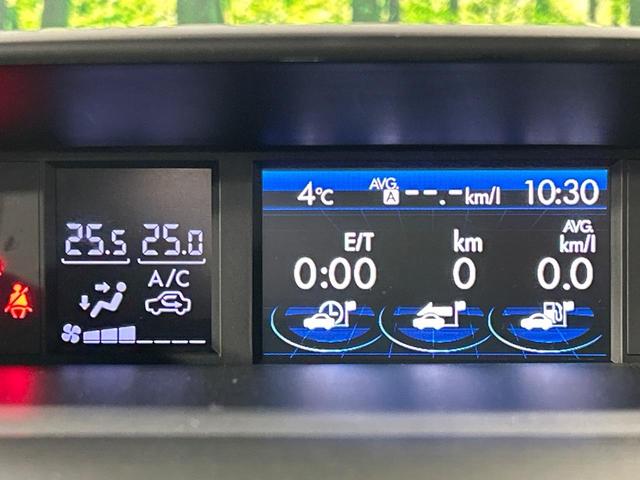 25.5 25.0
A/C
4°C AVG. A --.- km/l 10:30
E/T km AVG. km/l
0:00 0 0.0